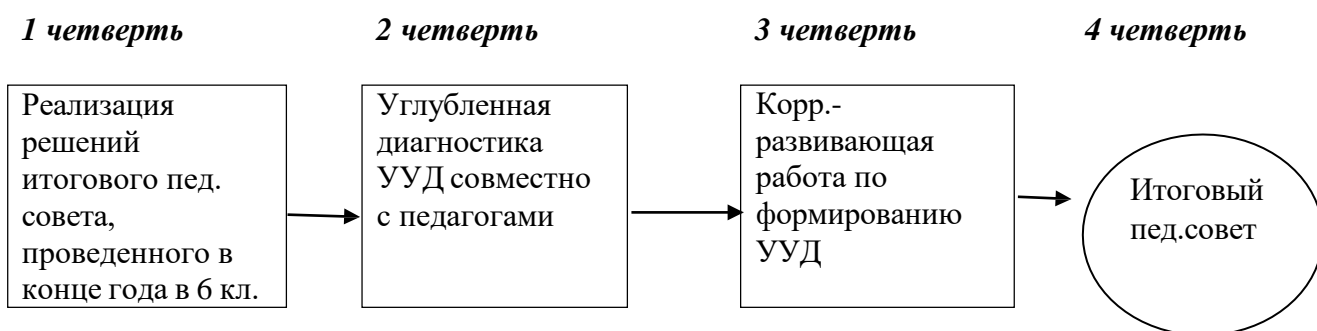 1 четверть 2 четверть 3 четверть 4 четверть
Реализация
решений
итогового пед.
совета,
проведенного в
конце года в 6 кл.
Углубленная
диагностика
УУД совместно
с педагогами
Корр.-
развивающая
работа по
формированию
УУД
Итоговый
пед.совет